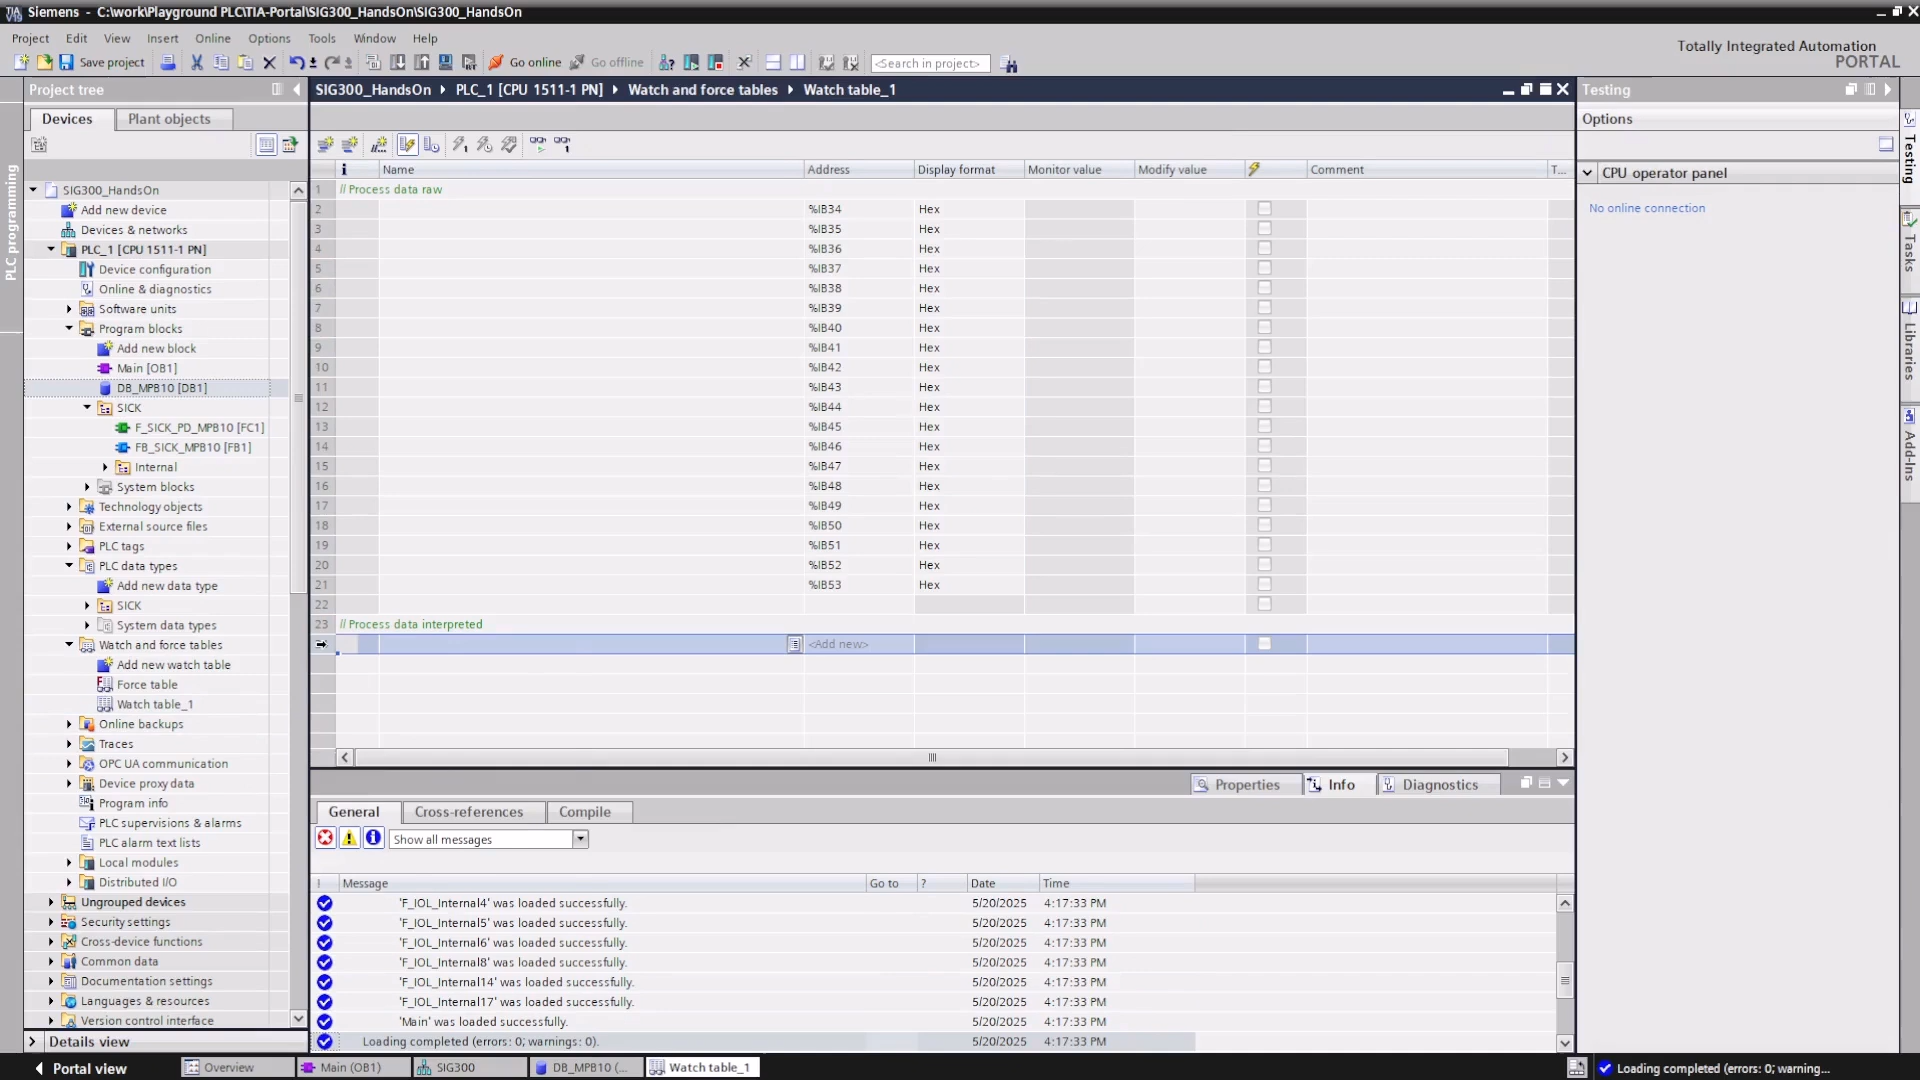 Siemens - C:\work\Playground PLC\TIA-Portal\SIG300_HandsOn\SIG300_HandsOn
Project Edit View Insert Online Options Tools Window Help
Totally Integrated Automation
PORTAL
Save project Go online Go offline <Search in project>
Project tree
SIG300_HandsOn PLC_1 [CPU 1511-1 PN] Watch and force tables Watch table_1
Testing
Devices Plant objects
Options
PLC programming
Testing
Tasks
Libraries
Add-Ins
i Name Address Display format Monitor value Modify value Comment T...
CPU operator panel
No online connection
SIG300_HandsOn
Add new device
Devices & networks
PLC_1 [CPU 1511-1 PN]
Device configuration
Online & diagnostics
Software units
Program blocks
Add new block
Main [OB1]
DB_MPB10 [DB1]
SICK
F_SICK_PD_MPB10 [FC1]
FB_SICK_MPB10 [FB1]
Internal
System blocks
Technology objects
External source files
PLC tags
PLC data types
Add new data type
SICK
System data types
Watch and force tables
Add new watch table
Force table
Watch table_1
Online backups
Traces
OPC UA communication
Device proxy data
Program info
PLC supervisions & alarms
PLC alarm text lists
Local modules
Distributed I/O
Ungrouped devices
Security settings
Cross-device functions
Common data
Documentation settings
Languages & resources
Version control interface
Details view
1 // Process data raw
2 %IB34 Hex
3 %IB35 Hex
4 %IB36 Hex
5 %IB37 Hex
6 %IB38 Hex
7 %IB39 Hex
8 %IB40 Hex
9 %IB41 Hex
10 %IB42 Hex
11 %IB43 Hex
12 %IB44 Hex
13 %IB45 Hex
14 %IB46 Hex
15 %IB47 Hex
16 %IB48 Hex
17 %IB49 Hex
18 %IB50 Hex
19 %IB51 Hex
20 %IB52 Hex
21 %IB53 Hex
22
23 // Process data interpreted
<Add new>
Properties Info Diagnostics
General Cross-references Compile
Show all messages
! Message Go to ? Date Time
'F_IOL_Internal4' was loaded successfully. 5/20/2025 4:17:33 PM
'F_IOL_Internal5' was loaded successfully. 5/20/2025 4:17:33 PM
'F_IOL_Internal6' was loaded successfully. 5/20/2025 4:17:33 PM
'F_IOL_Internal8' was loaded successfully. 5/20/2025 4:17:33 PM
'F_IOL_Internal14' was loaded successfully. 5/20/2025 4:17:33 PM
'F_IOL_Internal17' was loaded successfully. 5/20/2025 4:17:33 PM
'Main' was loaded successfully. 5/20/2025 4:17:33 PM
Loading completed (errors: 0; warnings: 0). 5/20/2025 4:17:33 PM
Portal view Overview Main (OB1) SIG300 DB_MPB10 (... Watch table_1 Loading completed (errors: 0; warning...